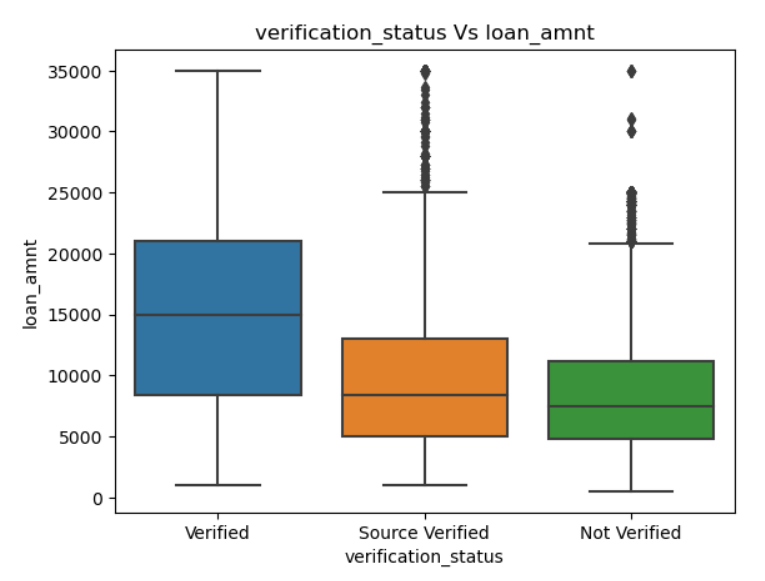 verification_status Vs loan_amnt
35000
30000
25000
20000
15000
10000
5000
0
loan_amnt
Verified Source Verified Not Verified
verification_status